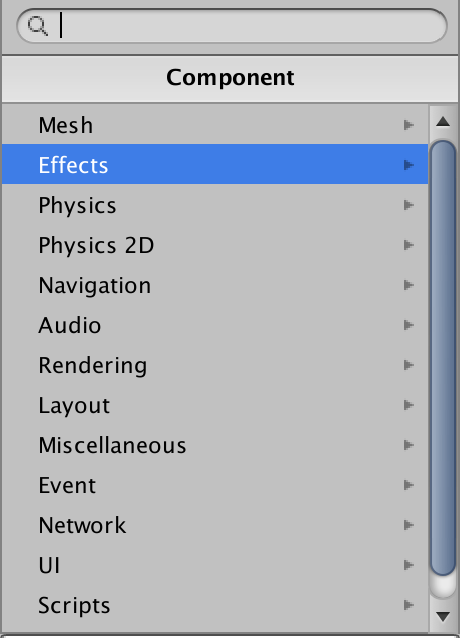 Component
Mesh
Effects
Physics
Physics 2D
Navigation
Audio
Rendering
Layout
Miscellaneous
Event
Network
UI
Scripts